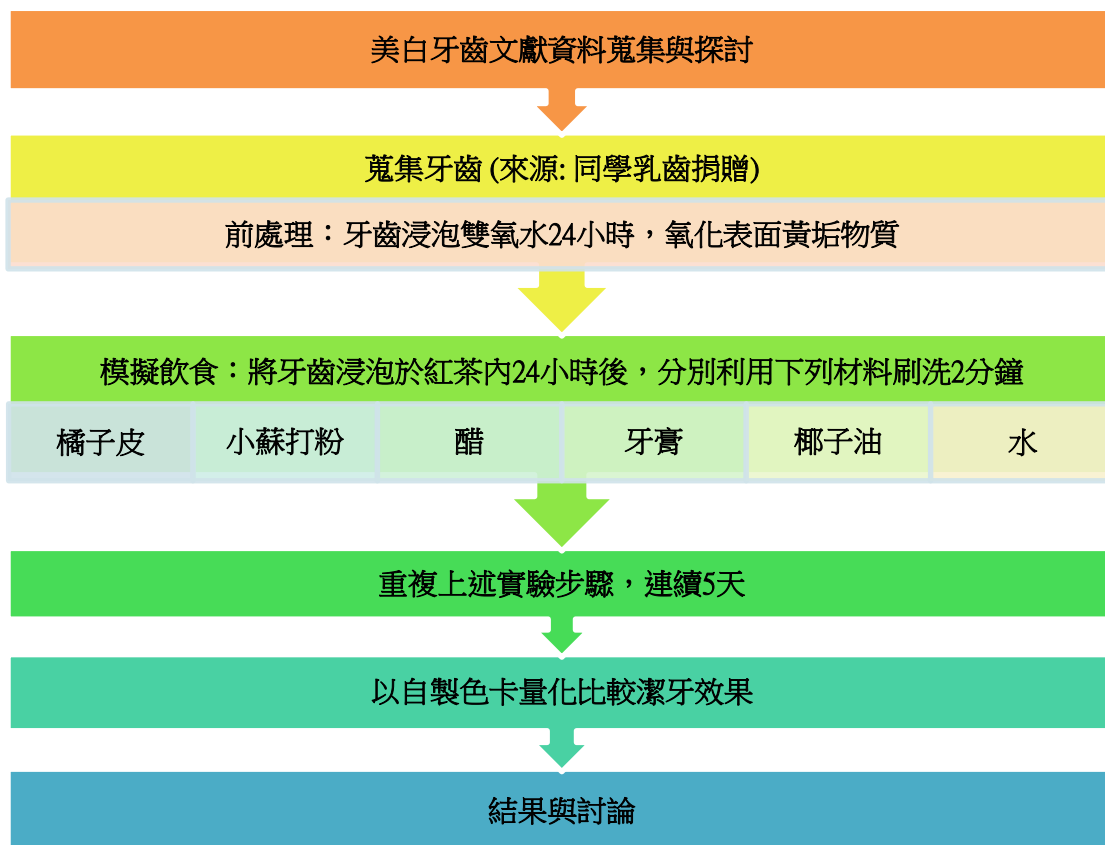 美白牙齒文獻資料蒐集與探討
蒐集牙齒(來源: 同學乳齒捐贈)
前處理：牙齒浸泡雙氧水24小時，氧化表面黃垢物質
模擬飲食：將牙齒浸泡於紅茶內24小時後，分別利用下列材料刷洗2分鐘
橘子皮 小蘇打粉 醋 牙膏 椰子油 水
重複上述實驗步驟，連續5天
以自製色卡量化比較潔牙效果
結果與討論